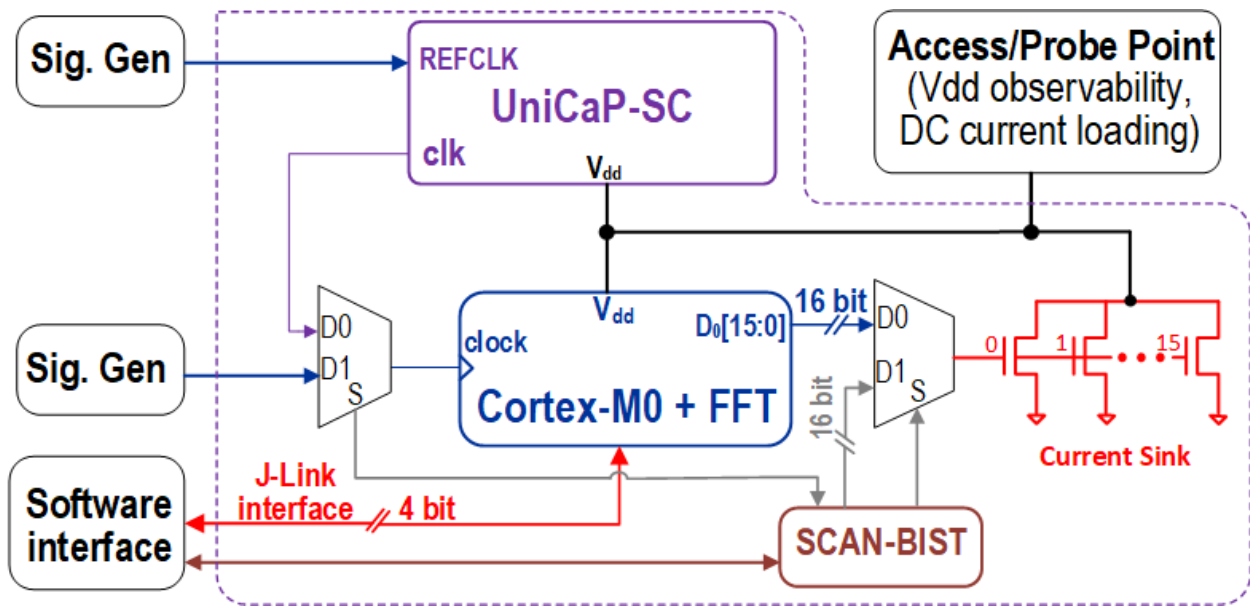 Sig. Gen
REFCLK
UniCaP-SC
clk
Vdd
Access/Probe Point
(Vdd observability,
DC current loading)
Sig. Gen
D0
D1
S
clock
Vdd
D0[15:0]
Cortex-M0 + FFT
16 bit
D0
D1
S
16 bit
0
1
15
Current Sink
Software
interface
J-Link
interface
4 bit
SCAN-BIST